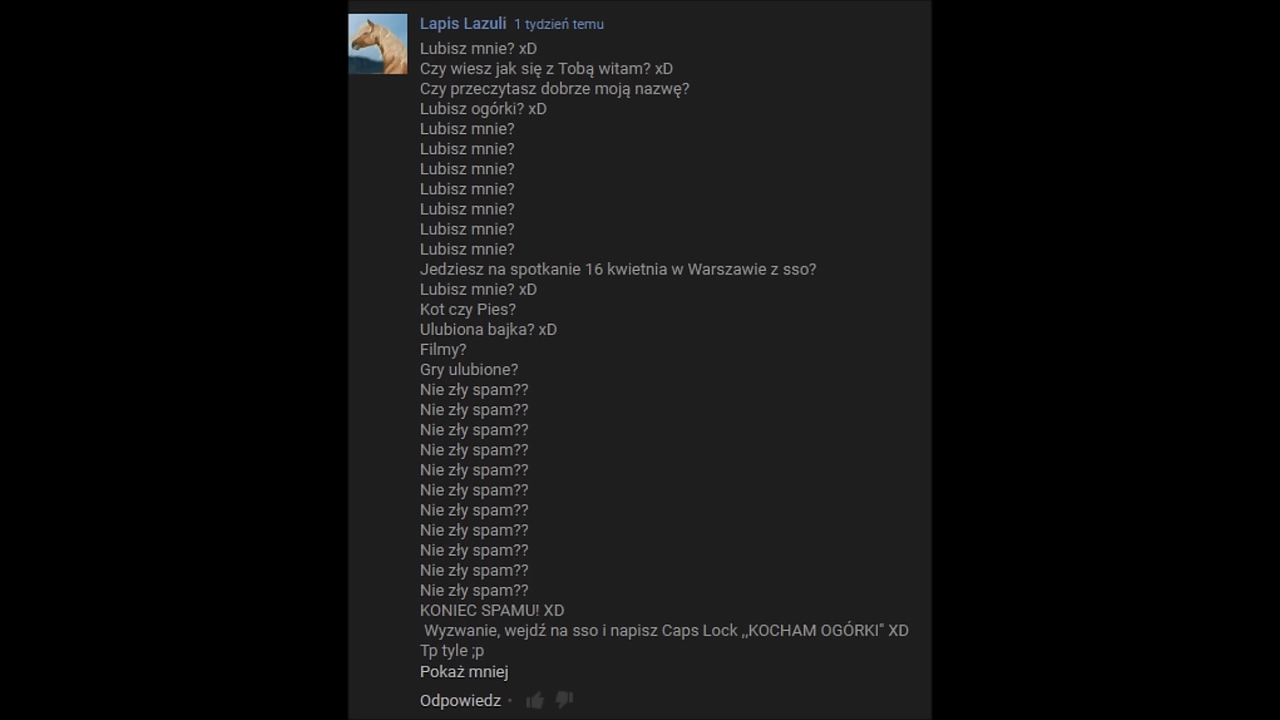 Lapis Lazuli 1 tydzień temu
Lubisz mnie? xD
Czy wiesz jak się z Tobą witam? xD
Czy przeczytasz dobrze moją nazwę?
Lubisz ogórki? xD
Lubisz mnie?
Lubisz mnie?
Lubisz mnie?
Lubisz mnie?
Lubisz mnie?
Lubisz mnie?
Lubisz mnie?
Jedziesz na spotkanie 16 kwietnia w Warszawie z sso?
Lubisz mnie? xD
Kot czy Pies?
Ulubiona bajka? xD
Filmy?
Gry ulubione?
Nie zły spam??
Nie zły spam??
Nie zły spam??
Nie zły spam??
Nie zły spam??
Nie zły spam??
Nie zły spam??
Nie zły spam??
Nie zły spam??
Nie zły spam??
Nie zły spam??
KONIEC SPAMU! XD
Wyzwanie, wejdź na sso i napisz Caps Lock ,,KOCHAM OGÓRKI" XD
Tp tyle ;p
Pokaż mniej
Odpowiedz ·